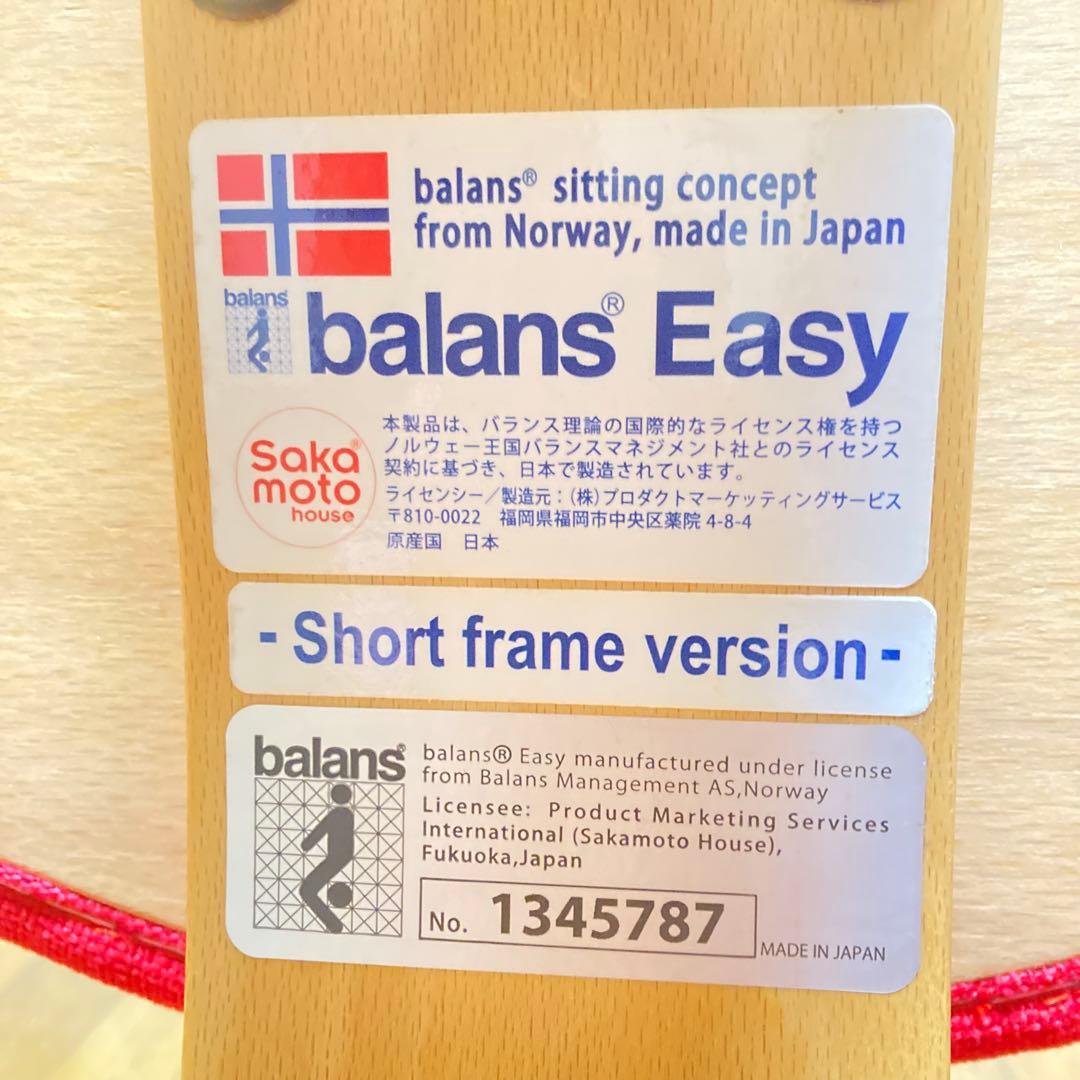 balans® sitting concept
from Norway, made in Japan
balans
balans® Easy
Saka®
moto
house
本製品は、バランス理論の国際的なライセンス権を持つ
ノルウェー王国バランスマネジメント社とのライセンス
契約に基づき、日本で製造されています。
ライセンシー／製造元：(株)プロダクトマーケッティングサービス
〒810-0022 福岡県福岡市中央区薬院 4-8-4
原産国 日本
- Short frame version -
balans®
balans® Easy manufactured under license
from Balans Management AS,Norway
Licensee: Product Marketing Services
International (Sakamoto House),
Fukuoka,Japan
No. 1345787
MADE IN JAPAN